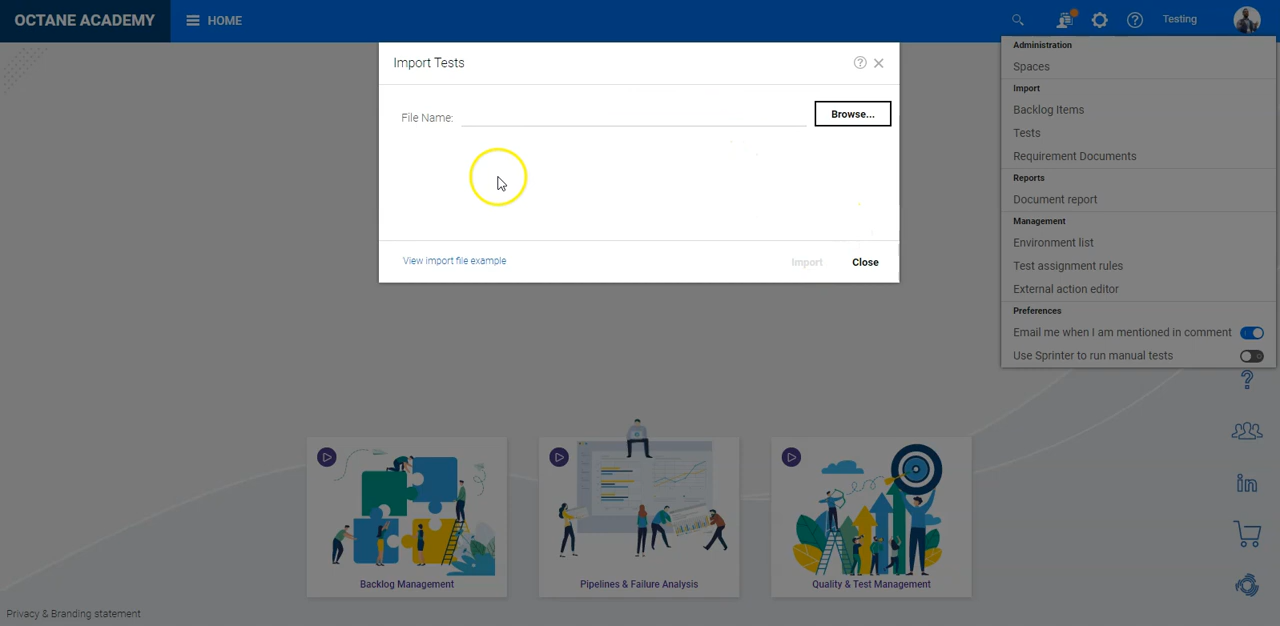 OCTANE ACADEMY
HOME
Testing
Import Tests
File Name:
Browse...
View import file example
Import
Close
Administration
Spaces
Import
Backlog Items
Tests
Requirement Documents
Reports
Document report
Management
Environment list
Test assignment rules
External action editor
Preferences
Email me when I am mentioned in comment
Use Sprinter to run manual tests
?
in
Backlog Management
Pipelines & Failure Analysis
Quality & Test Management
Privacy & Branding statement